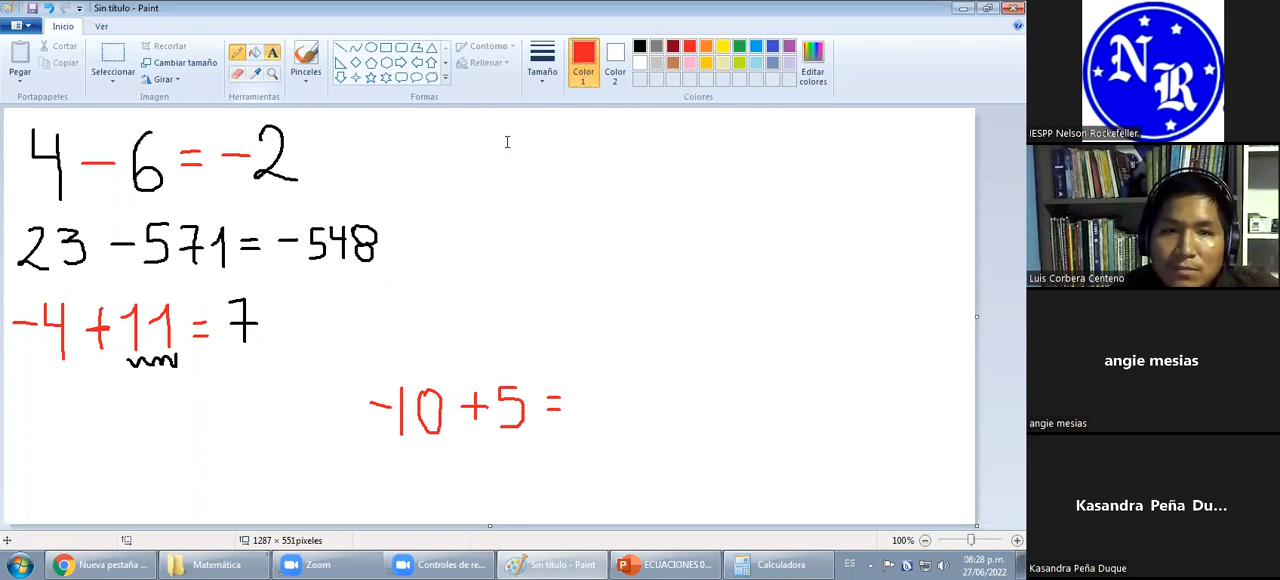 Sin título - Paint
Inicio
Ver
Pegar
Cortar
Copiar
Portapapeles
Seleccionar
Recortar
Cambiar tamaño
Girar
Imagen
A
Herramientas
Pinceles
Contorno
Rellenar
Formas
Tamaño
Color
1
Color
2
Editar
colores
Colores
4 - 6 = -2
23 - 571 = -548
-4 + 11 = 7
-10 + 5 =
NR
IESPP Nelson Rockefeller
Luis Corbera Centeno
angie mesias
angie mesias
Kasandra Peña Du...
Kasandra Peña Duque
1287 × 551píxeles
100%
Nueva pestaña ...
Matemática
Zoom
Controles de re...
Sin título - Paint
ECUACIONES 0...
Calculadora
ES
08:28 p.m.
27/06/2022